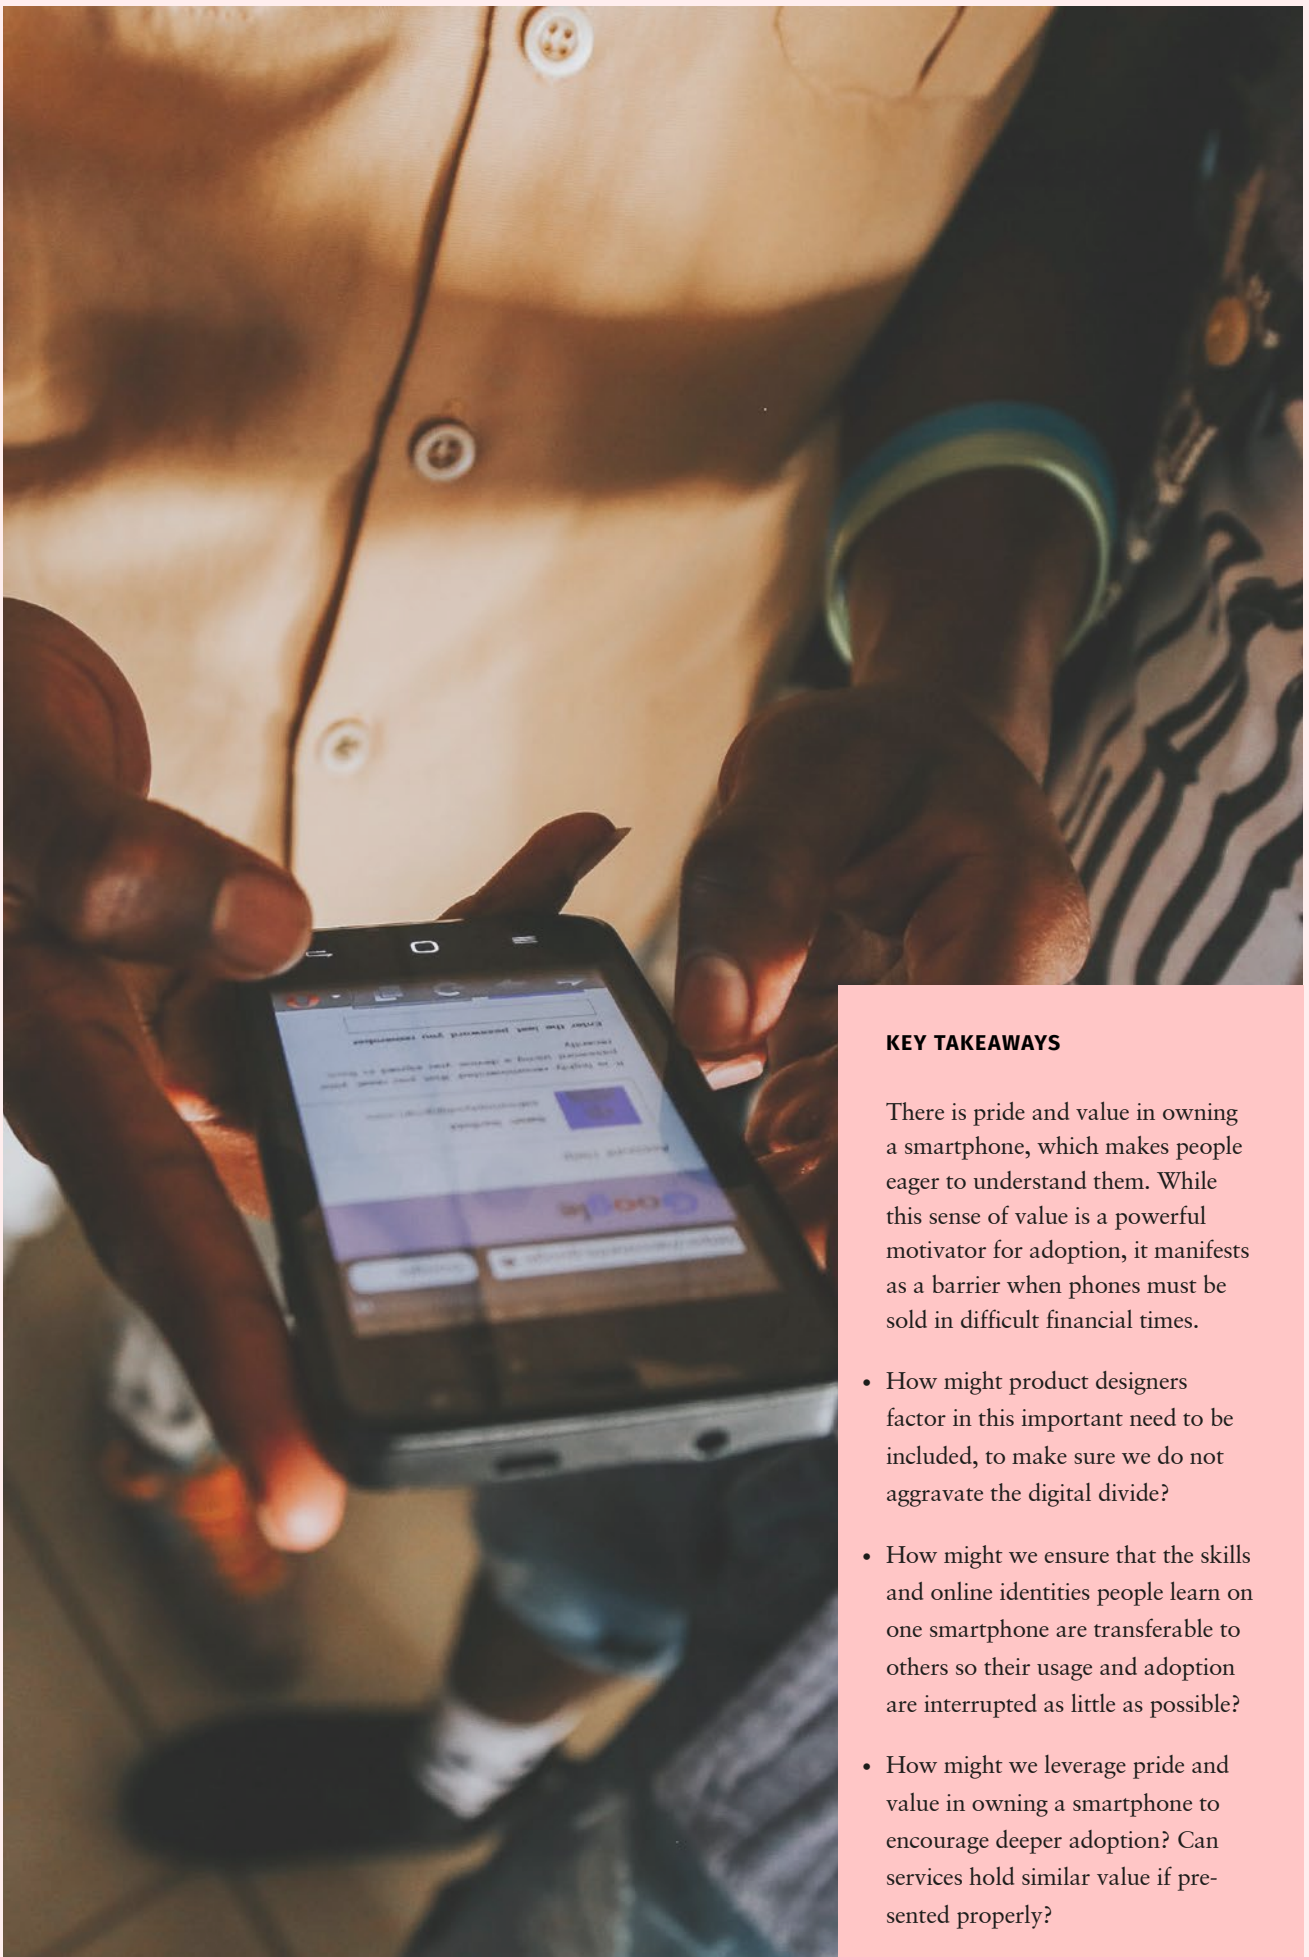 Google
Account help
recently
Enter the last password you remember
KEY TAKEAWAYS
There is pride and value in owning
a smartphone, which makes people
eager to understand them. While
this sense of value is a powerful
motivator for adoption, it manifests
as a barrier when phones must be
sold in difficult financial times.
• How might product designers
factor in this important need to be
included, to make sure we do not
aggravate the digital divide?
• How might we ensure that the skills
and online identities people learn on
one smartphone are transferable to
others so their usage and adoption
are interrupted as little as possible?
• How might we leverage pride and
value in owning a smartphone to
encourage deeper adoption? Can
services hold similar value if pre-
sented properly?